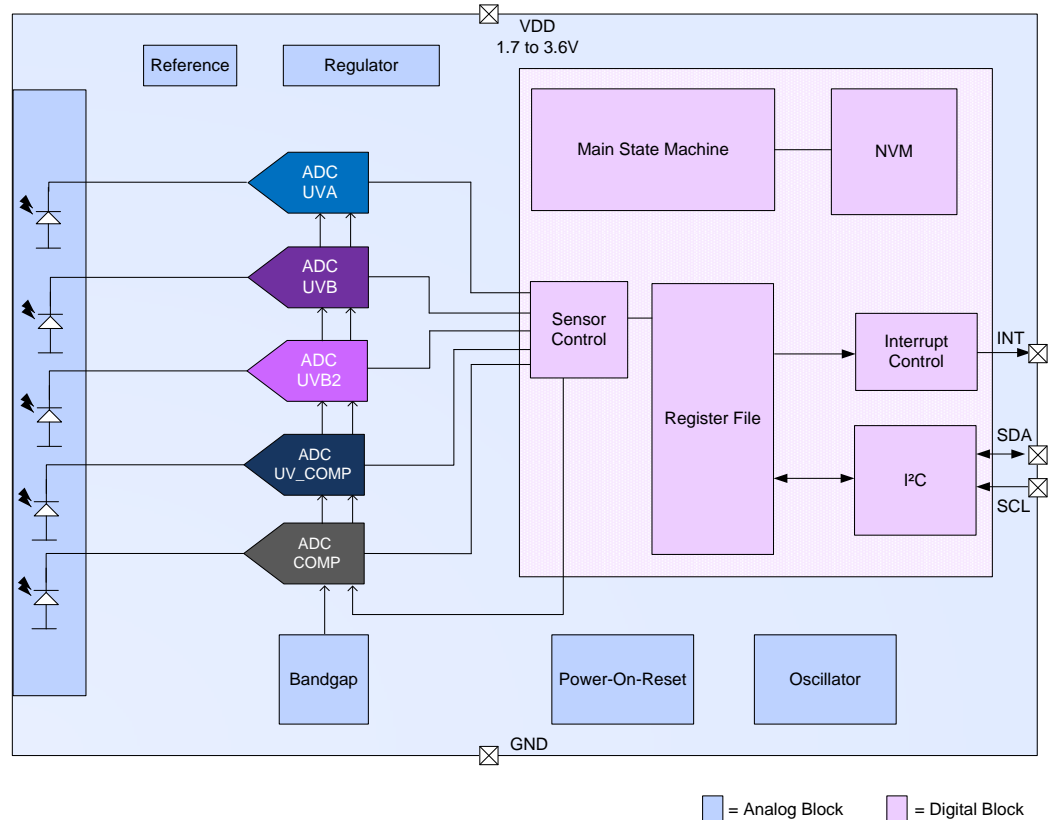 VDD
1.7 to 3.6V
Reference
Regulator
Main State Machine
NVM
ADC
UVA
ADC
UVB
ADC
UVB2
ADC
UV_COMP
ADC
COMP
Sensor
Control
Register File
Interrupt
Control
INT
I²C
SDA
SCL
Bandgap
Power-On-Reset
Oscillator
GND
= Analog Block
= Digital Block